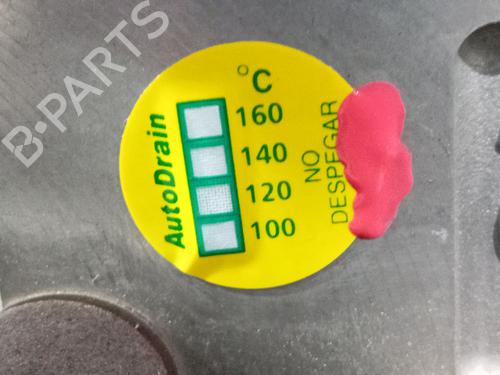 B-PARTS
°C
160
140
120
100
AutoDrain
NO
DESPEGAR